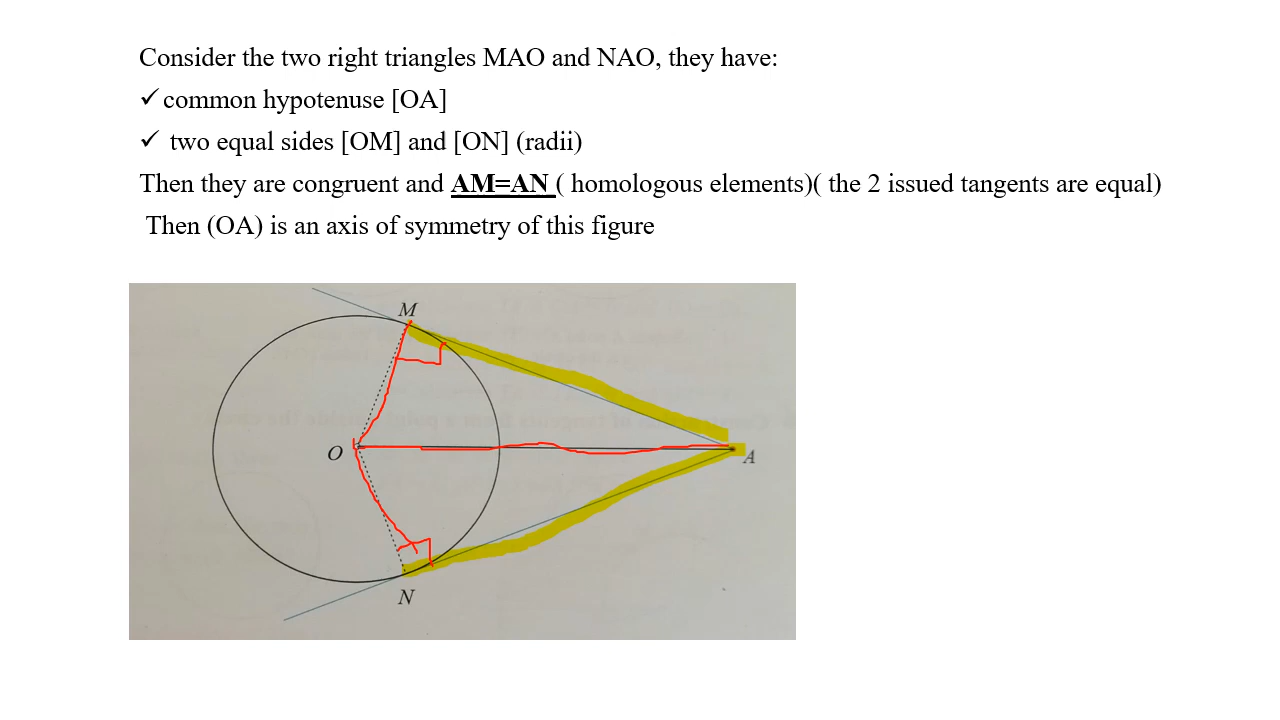 Consider the two right triangles MAO and NAO, they have:
✓ common hypotenuse [OA]
✓ two equal sides [OM] and [ON] (radii)
Then they are congruent and AM=AN ( homologous elements)( the 2 issued tangents are equal)
Then (OA) is an axis of symmetry of this figure
M
O
A
N